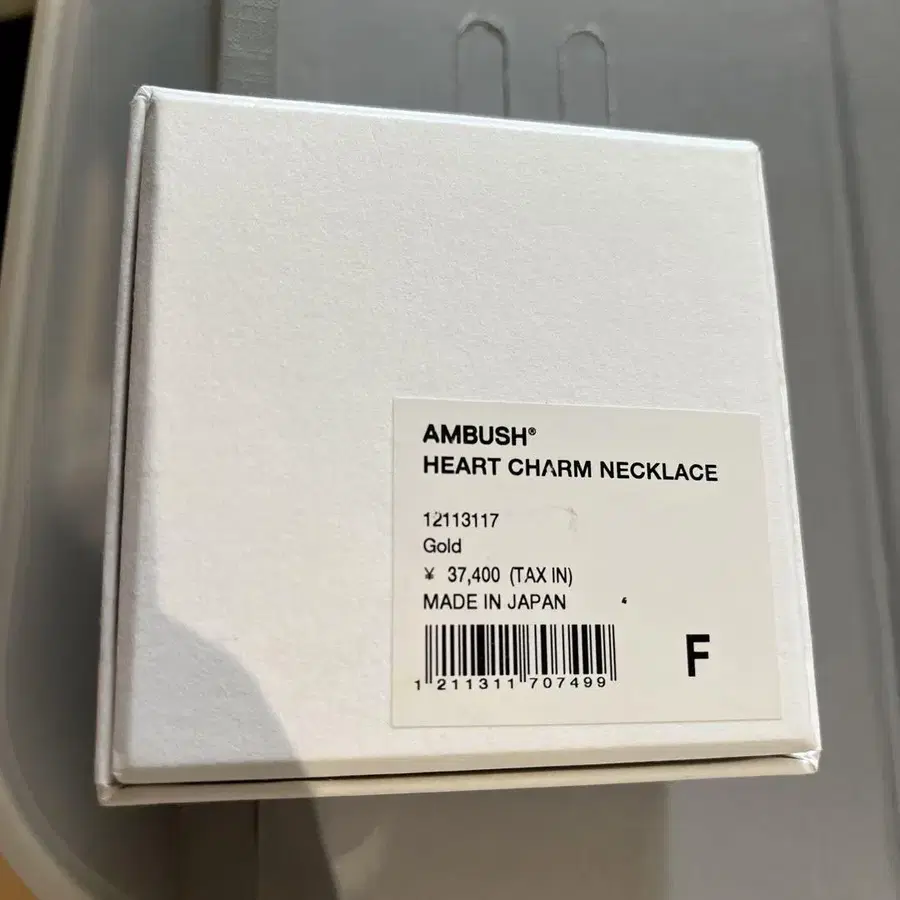 AMBUSH®
HEART CHARM NECKLACE
12113117
Gold
¥ 37,400 (TAX IN)
MADE IN JAPAN
F
1 211311 707499